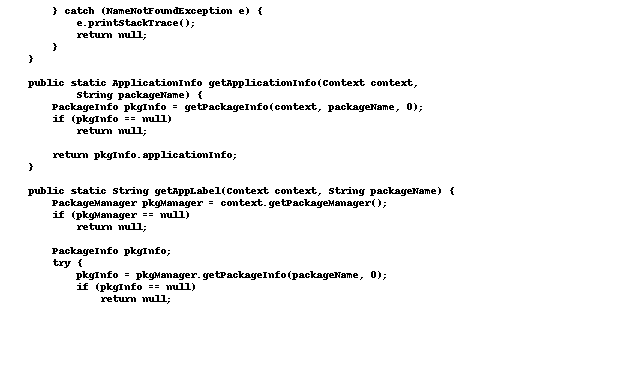 } catch (NameNotFoundException e) {
e.printStackTrace();
return null;
}
}
public static ApplicationInfo getApplicationInfo(Context context,
String packageName) {
PackageInfo pkgInfo = getPackageInfo(context, packageName, 0);
if (pkgInfo == null)
return null;
return pkgInfo.applicationInfo;
}
public static String getAppLabel(Context context, String packageName) {
PackageManager pkgManager = context.getPackageManager();
if (pkgManager == null)
return null;
PackageInfo pkgInfo;
try {
pkgInfo = pkgManager.getPackageInfo(packageName, 0);
if (pkgInfo == null)
return null;